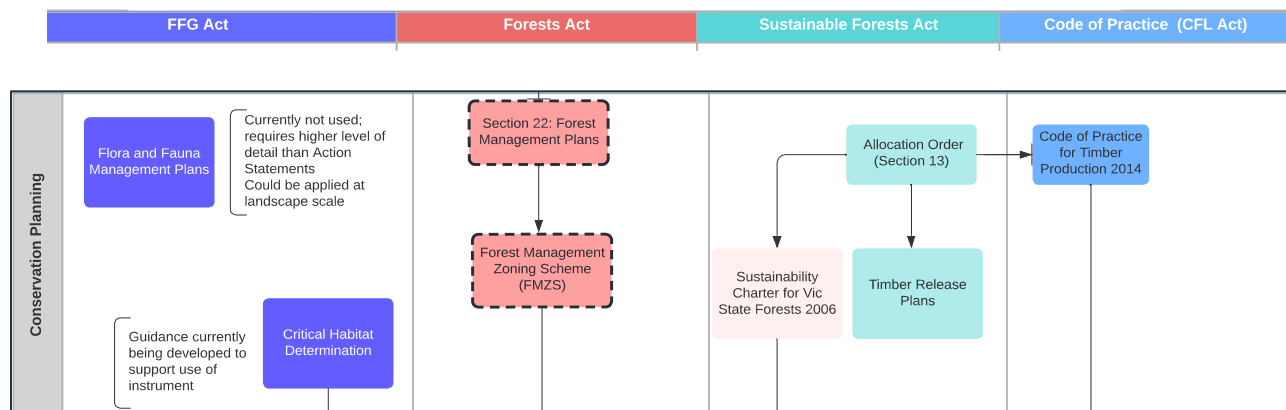 FFG Act
Forests Act
Sustainable Forests Act
Code of Practice (CFL Act)
Conservation Planning
Flora and Fauna
Management Plans
Currently not used;
requires higher level of
detail than Action
Statements
Could be applied at
landscape scale
Section 22: Forest
Management Plans
Allocation Order
(Section 13)
Code of Practice
for Timber
Production 2014
Forest Management
Zoning Scheme
(FMZS)
Sustainability
Charter for Vic
State Forests 2006
Timber Release
Plans
Guidance currently
being developed to
support use of
instrument
Critical Habitat
Determination